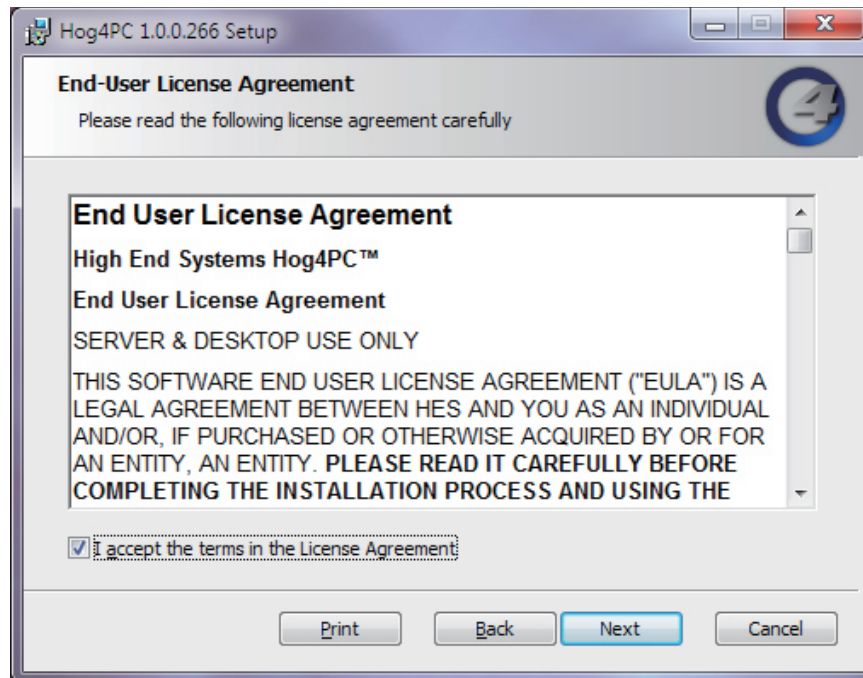 Hog4PC 1.0.0.266 Setup
End-User License Agreement
Please read the following license agreement carefully
4
End User License Agreement
High End Systems Hog4PC™
End User License Agreement
SERVER & DESKTOP USE ONLY
THIS SOFTWARE END USER LICENSE AGREEMENT ("EULA") IS A
LEGAL AGREEMENT BETWEEN HES AND YOU AS AN INDIVIDUAL
AND/OR, IF PURCHASED OR OTHERWISE ACQUIRED BY OR FOR
AN ENTITY, AN ENTITY. PLEASE READ IT CAREFULLY BEFORE
COMPLETING THE INSTALLATION PROCESS AND USING THE
I accept the terms in the License Agreement
Print Back Next Cancel